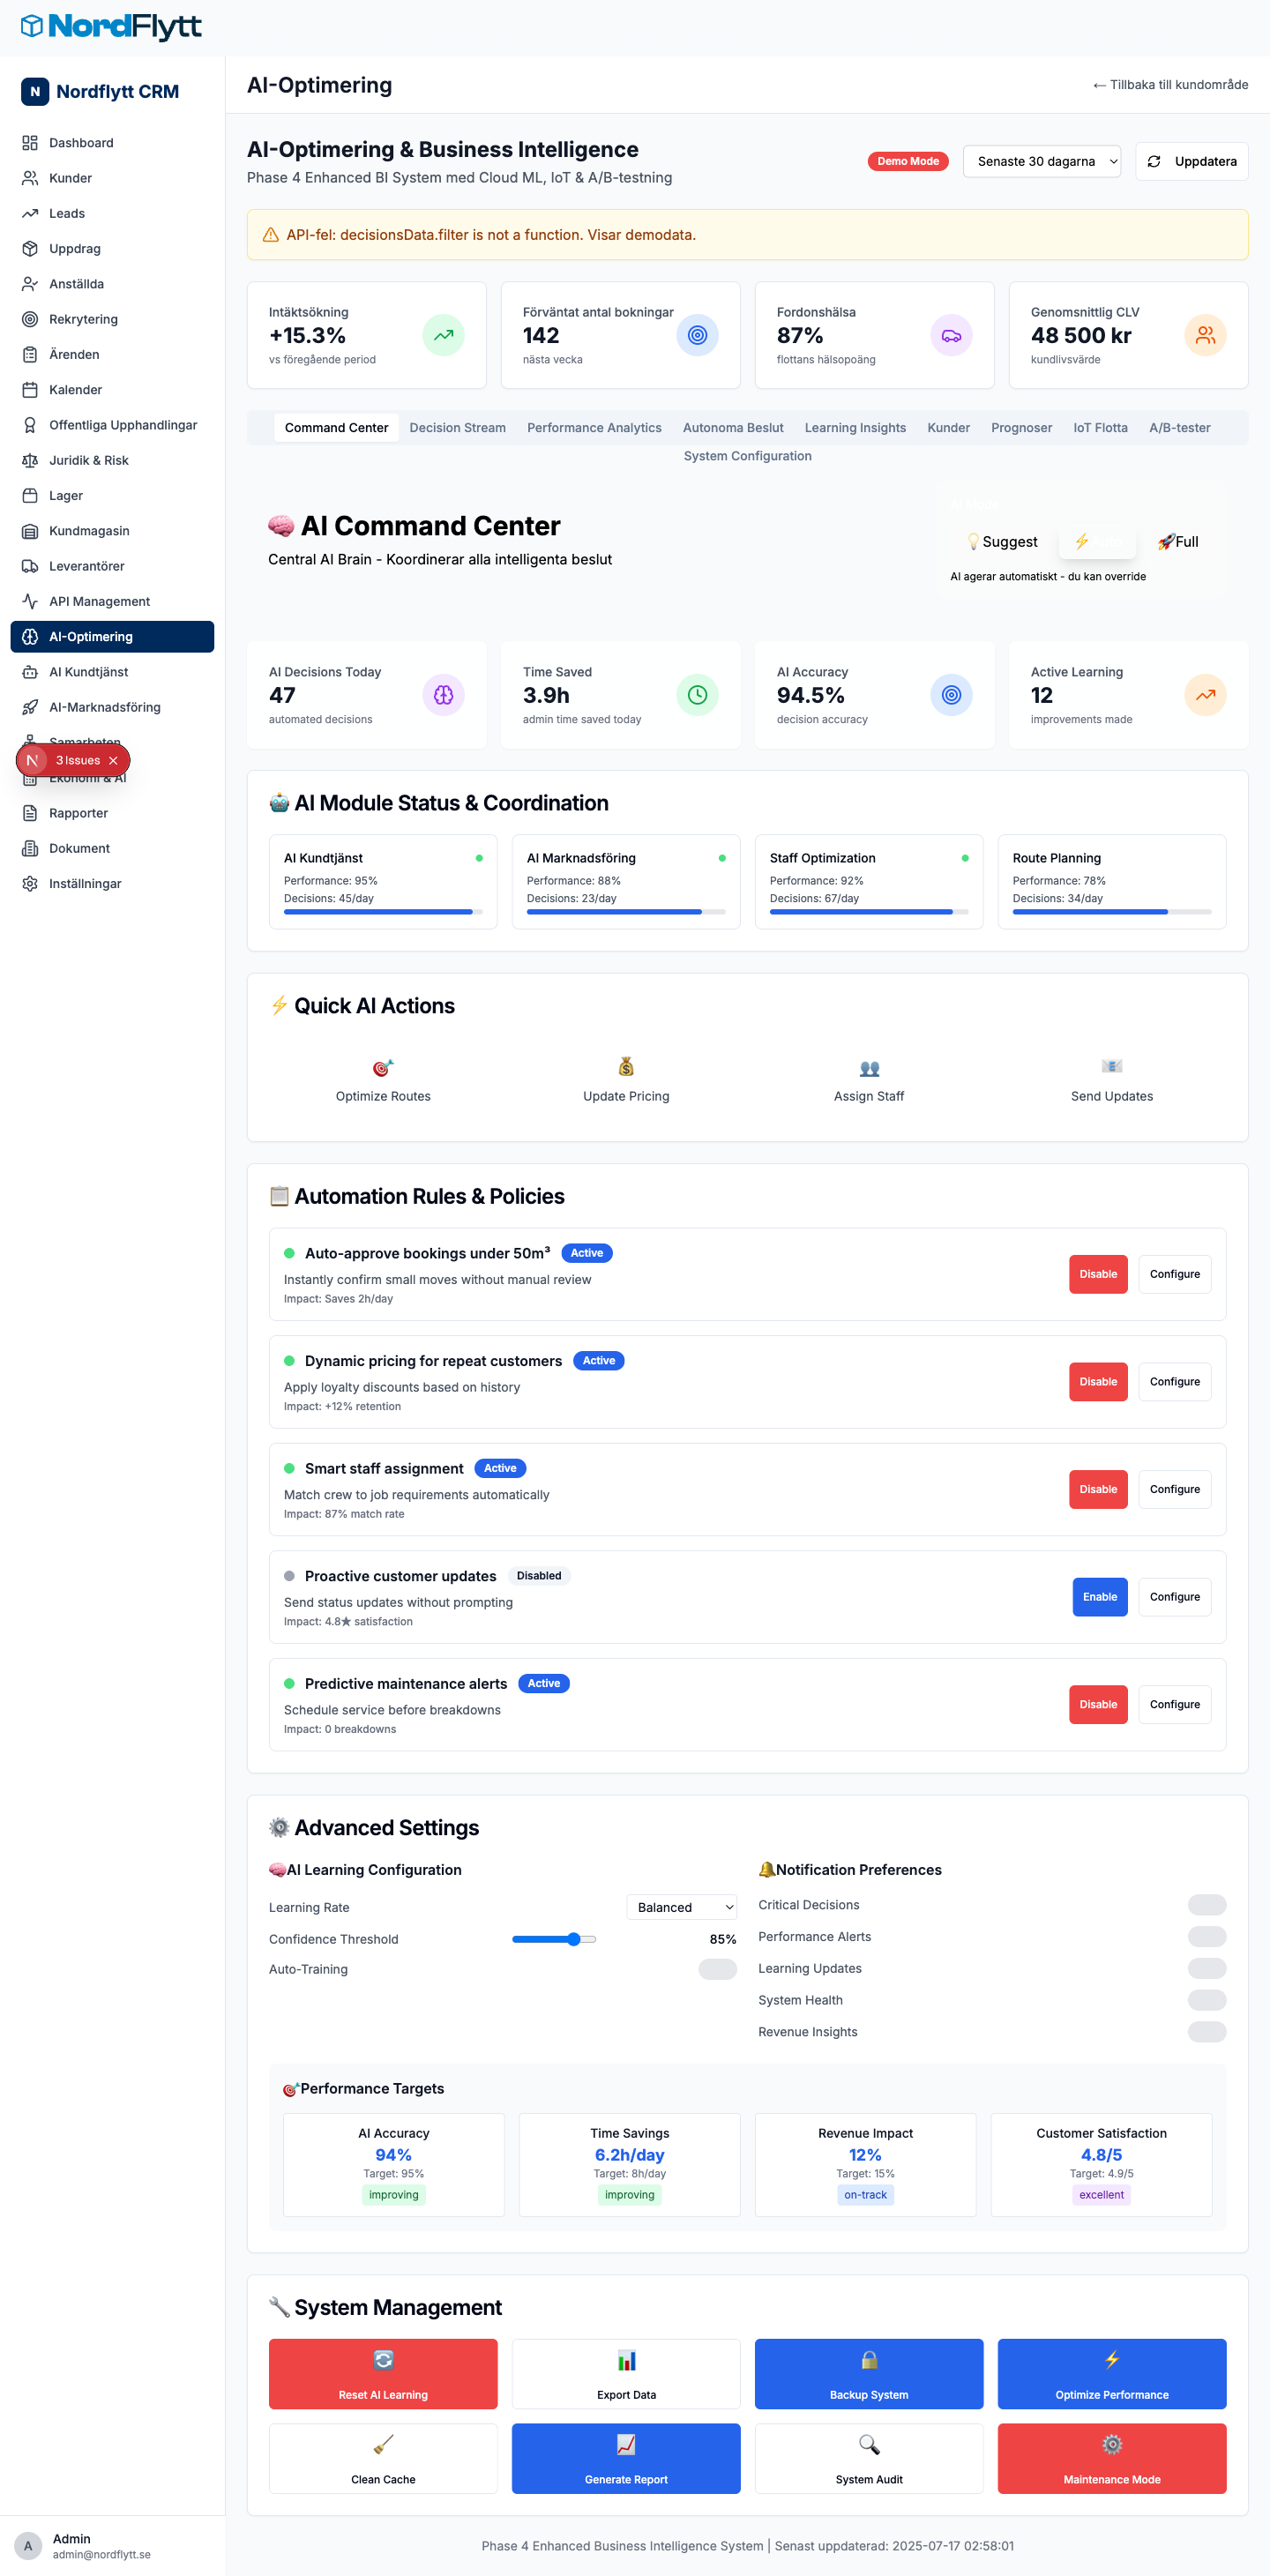 NordFlytt
N Nordflytt CRM
Dashboard
Kunder
Leads
Uppdrag
Anställda
Rekrytering
Ärenden
Kalender
Offentliga Upphandlingar
Juridik & Risk
Lager
Kundmagasin
Leverantörer
API Management
AI-Optimering
AI Kundtjänst
AI-Marknadsföring
Samarbeten
N 3 Issues
Ekonomi & AI
Rapporter
Dokument
Inställningar
A
Admin
admin@nordflytt.se
AI-Optimering
← Tillbaka till kundområde
AI-Optimering & Business Intelligence
Phase 4 Enhanced BI System med Cloud ML, IoT & A/B-testning
Demo Mode
Senaste 30 dagarna
Uppdatera
API-fel: decisionsData.filter is not a function. Visar demodata.
Intäktsökning
+15.3%
vs föregående period
Förväntat antal bokningar
142
nästa vecka
Fordonshälsa
87%
flottans hälsopoäng
Genomsnittlig CLV
48 500 kr
kundlivsvärde
Command Center Decision Stream Performance Analytics Autonoma Beslut Learning Insights Kunder Prognoser IoT Flotta A/B-tester
System Configuration
AI Command Center
Central AI Brain - Koordinerar alla intelligenta beslut
Suggest
Full
AI agerar automatiskt - du kan override
AI Decisions Today
47
automated decisions
Time Saved
3.9h
admin time saved today
AI Accuracy
94.5%
decision accuracy
Active Learning
12
improvements made
AI Module Status & Coordination
AI Kundtjänst
Performance: 95%
Decisions: 45/day
AI Marknadsföring
Performance: 88%
Decisions: 23/day
Staff Optimization
Performance: 92%
Decisions: 67/day
Route Planning
Performance: 78%
Decisions: 34/day
Quick AI Actions
Optimize Routes
Update Pricing
Assign Staff
Send Updates
Automation Rules & Policies
Auto-approve bookings under 50m³ Active
Instantly confirm small moves without manual review
Impact: Saves 2h/day
Disable Configure
Dynamic pricing for repeat customers Active
Apply loyalty discounts based on history
Impact: +12% retention
Disable Configure
Smart staff assignment Active
Match crew to job requirements automatically
Impact: 87% match rate
Disable Configure
Proactive customer updates Disabled
Send status updates without prompting
Impact: 4.8★ satisfaction
Enable Configure
Predictive maintenance alerts Active
Schedule service before breakdowns
Impact: 0 breakdowns
Disable Configure
Advanced Settings
AI Learning Configuration
Learning Rate Balanced
Confidence Threshold 85%
Auto-Training
Notification Preferences
Critical Decisions
Performance Alerts
Learning Updates
System Health
Revenue Insights
Performance Targets
AI Accuracy
94%
Target: 95%
improving
Time Savings
6.2h/day
Target: 8h/day
improving
Revenue Impact
12%
Target: 15%
on-track
Customer Satisfaction
4.8/5
Target: 4.9/5
excellent
System Management
Reset AI Learning
Export Data
Backup System
Optimize Performance
Clean Cache
Generate Report
System Audit
Maintenance Mode
Phase 4 Enhanced Business Intelligence System | Senast uppdaterad: 2025-07-17 02:58:01